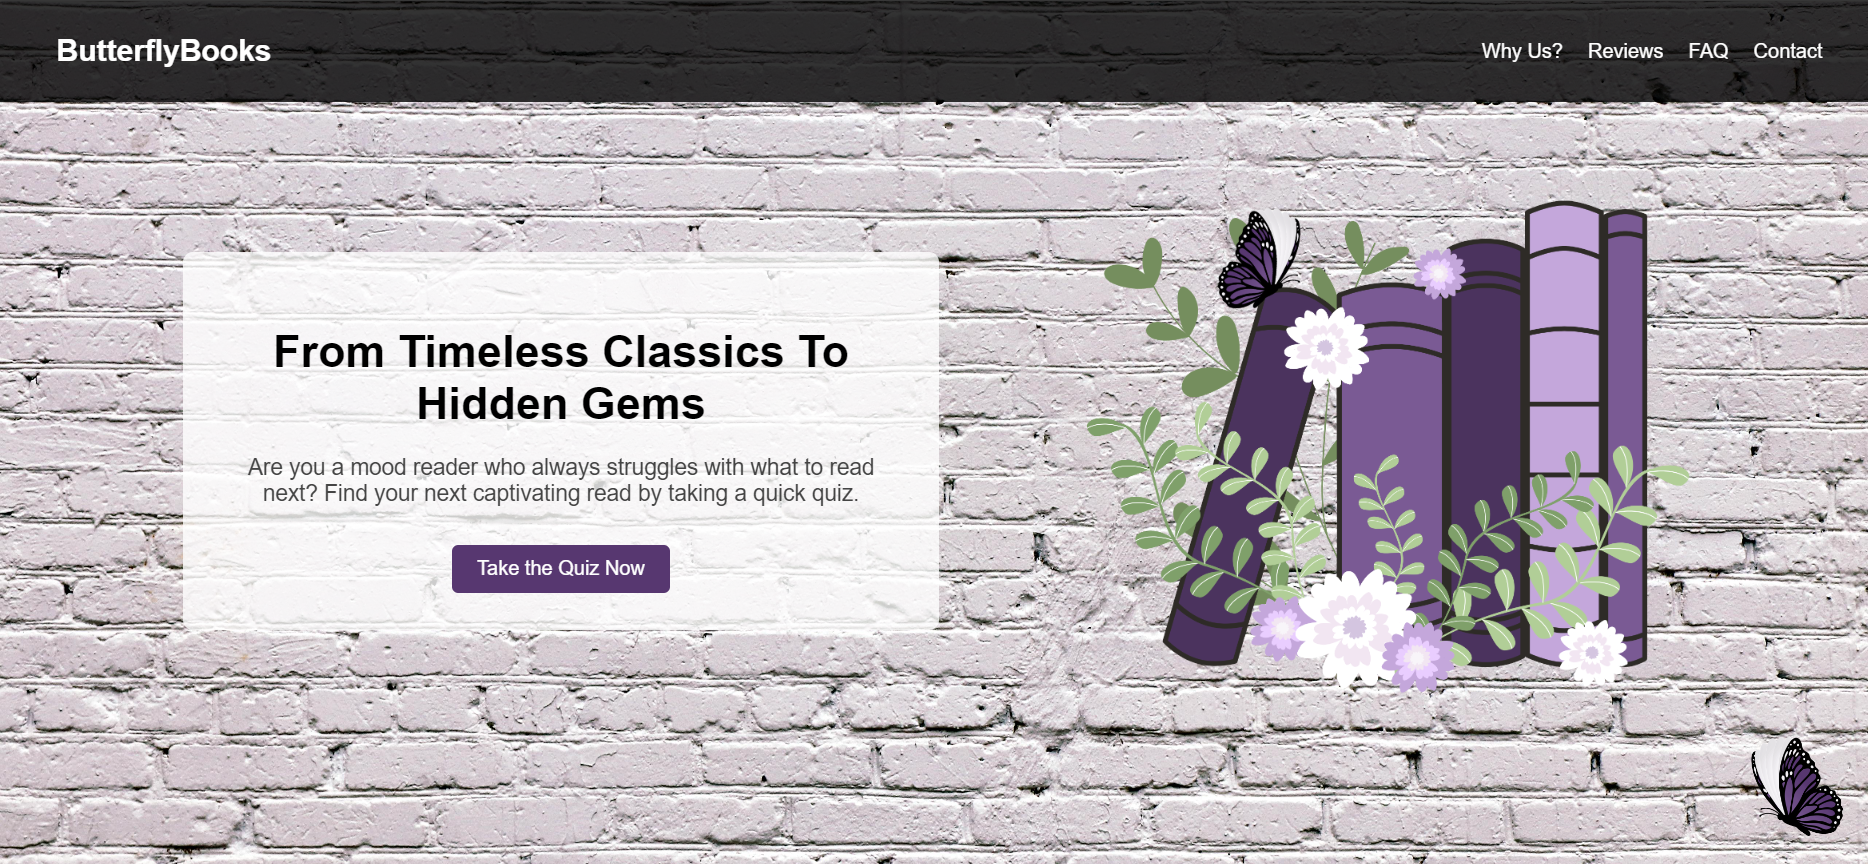 ButterflyBooks
Why Us? Reviews FAQ Contact
From Timeless Classics To
Hidden Gems
Are you a mood reader who always struggles with what to read
next? Find your next captivating read by taking a quick quiz.
Take the Quiz Now